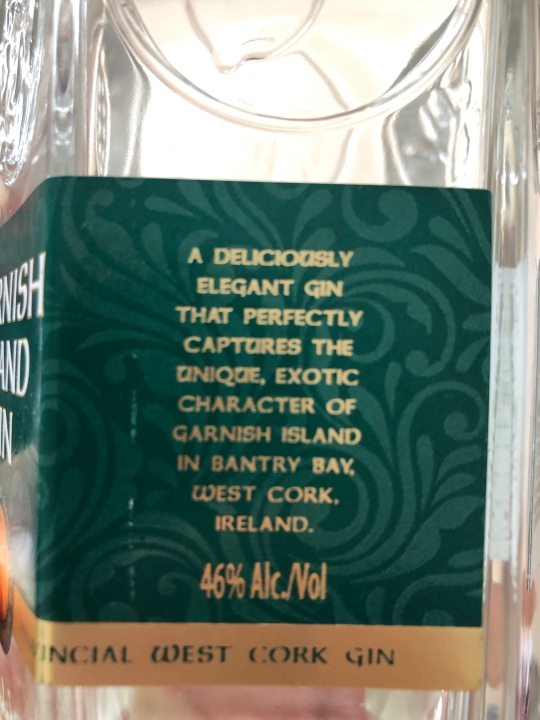 A DELICIOUSLY
ELEGANT GIN
THAT PERFECTLY
CAPTURES THE
UNIQUE, EXOTIC
CHARACTER OF
GARNISH ISLAND
IN BANTRY BAY,
WEST CORK,
IRELAND.
46% Alc./Vol
WEST CORK GIN